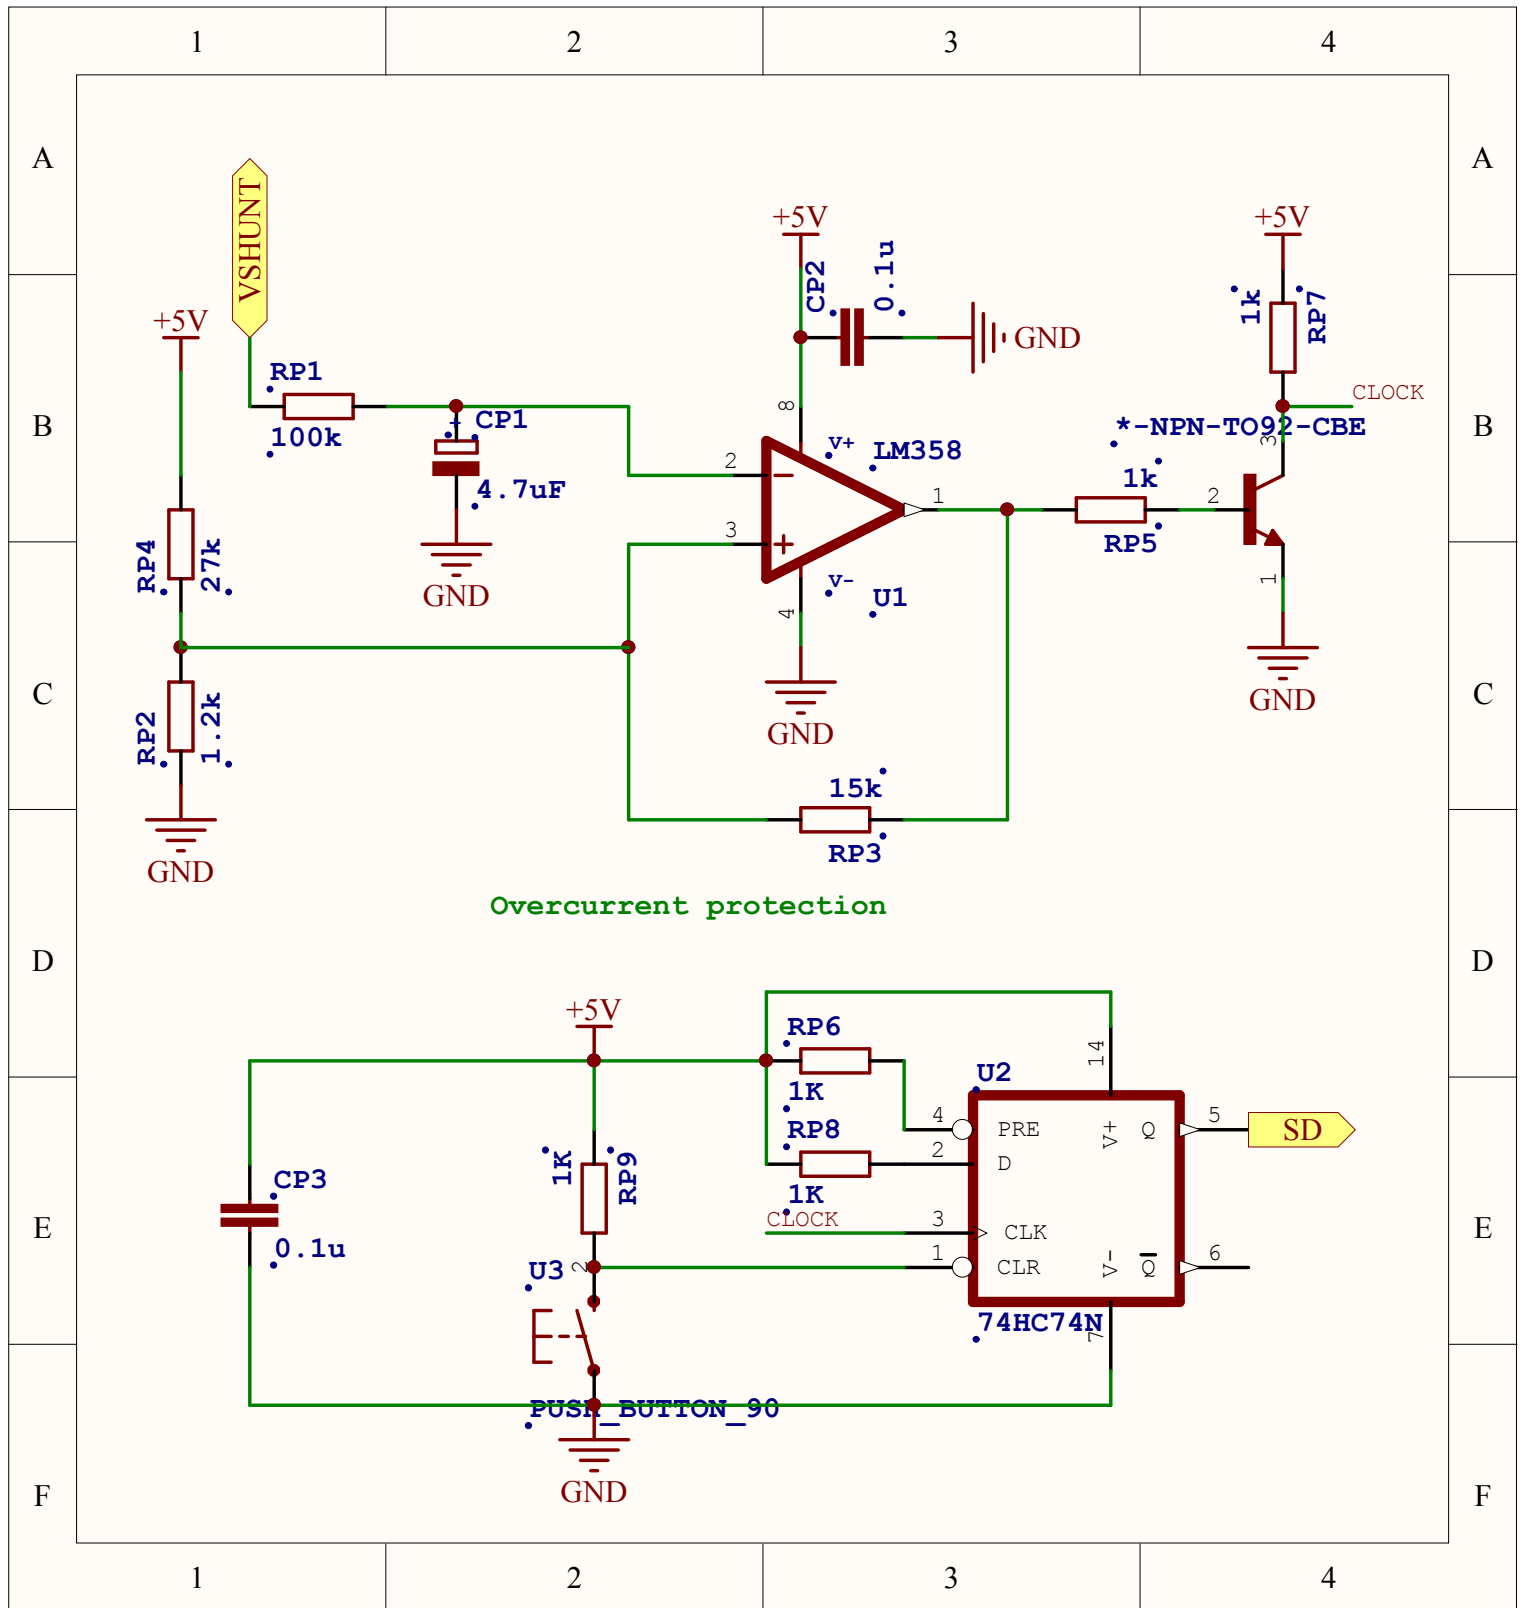 1 2 3 4
A A
VSHUNT
+5V +5V
CP2 0.1u
+5V
1k RP7
GND
RP1
CLOCK
100k
+ CP1
B B
*-NPN-TO92-CBE
8
V+ LM358
3
2
1k
4.7uF
1
2
3
RP5
RP4 27k
V-
GND
4
U1
1
RP2 1.2k
C C
GND
GND
15k
RP3
GND
Overcurrent protection
D D
+5V
RP6
14
U2
1K
4 PRE V+ Q 5 SD
RP8
2 D
1K RP9
CP3
1K
CLOCK 3 CLK
E E
0.1u
U3 2
1 CLR V- Q 6
74HC74N
7
PUSH_BUTTON_90
GND
F F
1 2 3 4